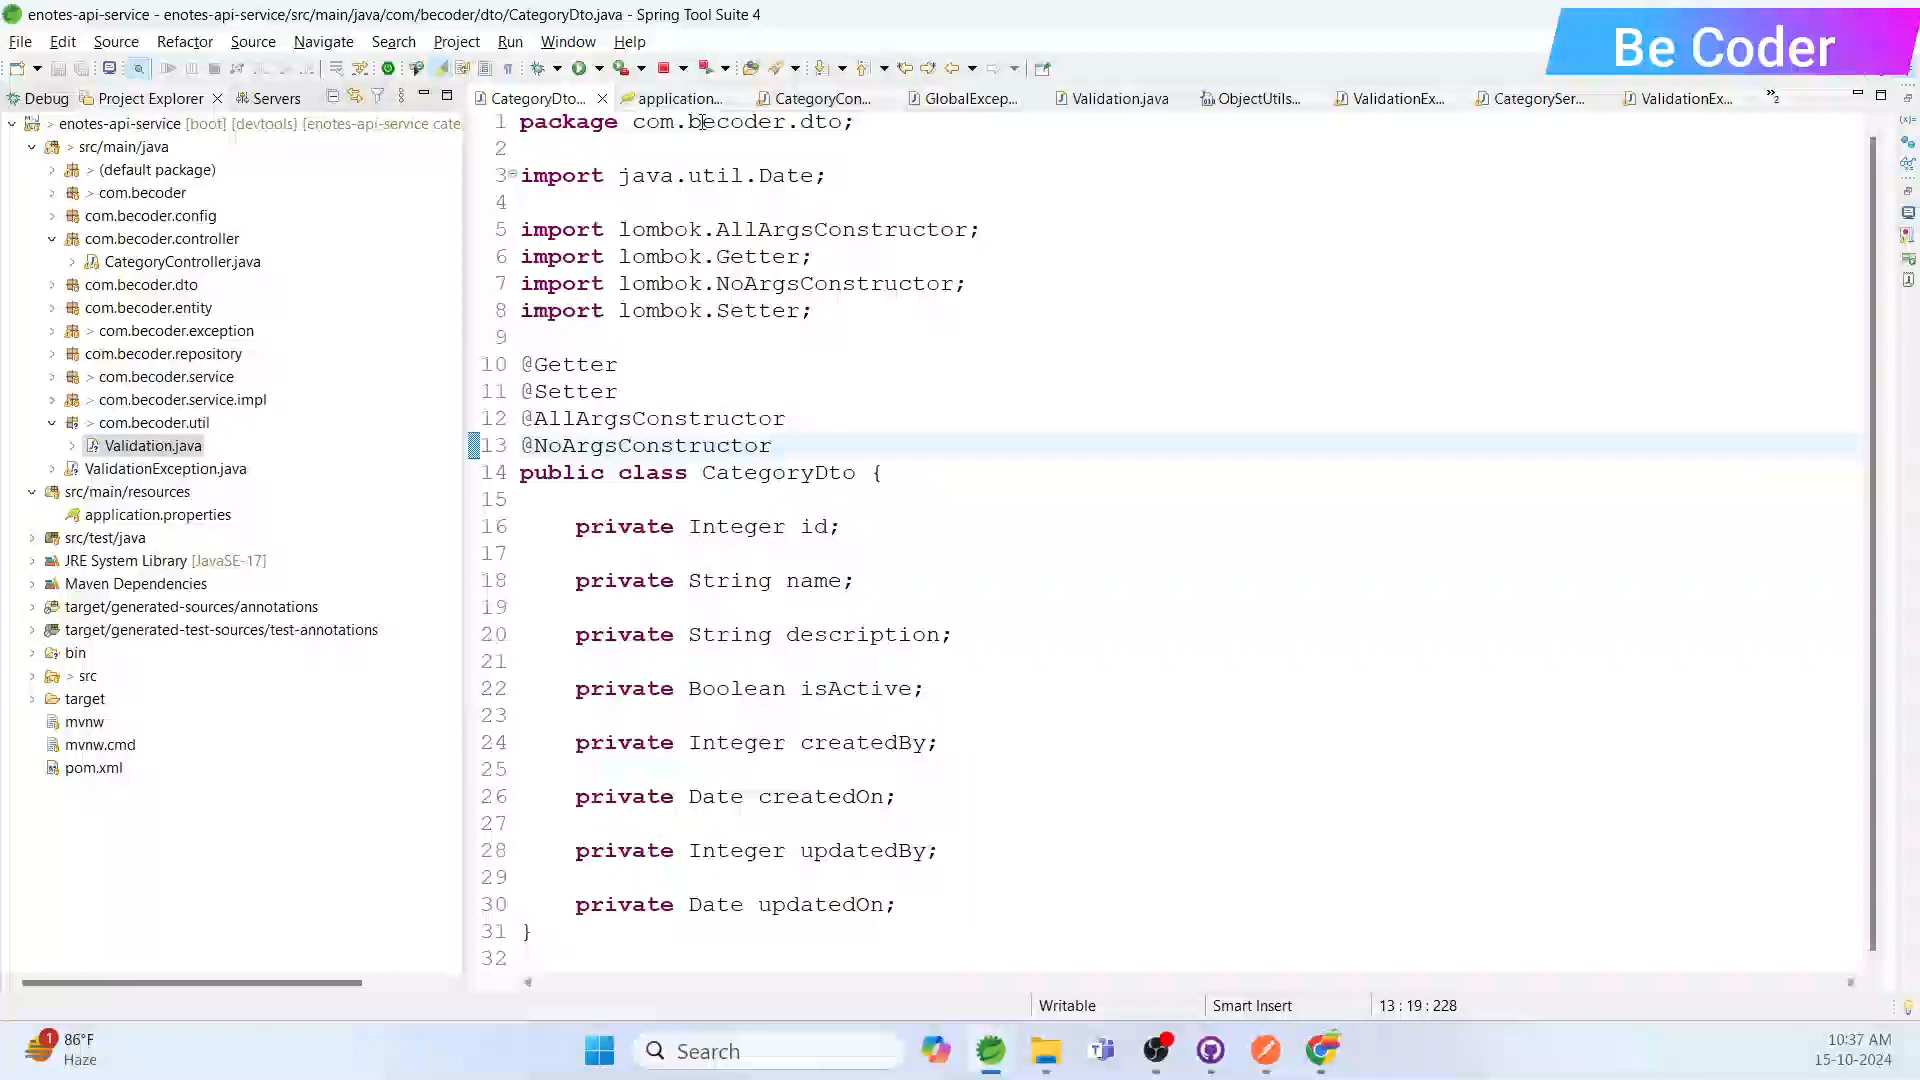 enotes-api-service - enotes-api-service/src/main/java/com/becoder/dto/CategoryDto.java - Spring Tool Suite 4
Be Coder
File Edit Source Refactor Source Navigate Search Project Run Window Help
Debug Project Explorer Servers
CategoryDto... application... CategoryCon... GlobalExcep... Validation.java ObjectUtils... ValidationEx... CategorySer... ValidationEx... 2
> enotes-api-service [boot] [devtools] [enotes-api-service cate
> src/main/java
> (default package)
> com.becoder
com.becoder.config
com.becoder.controller
CategoryController.java
com.becoder.dto
com.becoder.entity
> com.becoder.exception
com.becoder.repository
> com.becoder.service
> com.becoder.service.impl
> com.becoder.util
Validation.java
ValidationException.java
src/main/resources
application.properties
src/test/java
JRE System Library [JavaSE-17]
Maven Dependencies
target/generated-sources/annotations
target/generated-test-sources/test-annotations
bin
> src
target
mvnw
mvnw.cmd
pom.xml
1 package com.becoder.dto;
2
3 import java.util.Date;
4
5 import lombok.AllArgsConstructor;
6 import lombok.Getter;
7 import lombok.NoArgsConstructor;
8 import lombok.Setter;
9
10 @Getter
11 @Setter
12 @AllArgsConstructor
13 @NoArgsConstructor
14 public class CategoryDto {
15
16 private Integer id;
17
18 private String name;
19
20 private String description;
21
22 private Boolean isActive;
23
24 private Integer createdBy;
25
26 private Date createdOn;
27
28 private Integer updatedBy;
29
30 private Date updatedOn;
31 }
32
Writable Smart Insert 13 : 19 : 228
1 86°F
Haze
Search
10:37 AM
15-10-2024